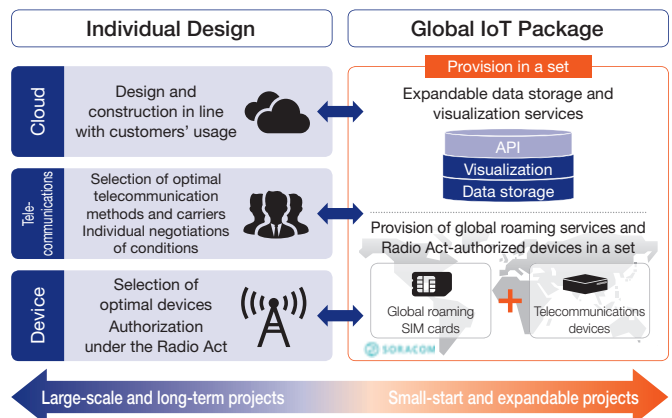 Individual Design
Global IoT Package
Cloud
Design and
construction in line
with customers' usage
Tele-
communications
Selection of optimal
telecommunication
methods and carriers
Individual negotiations
of conditions
Device
Selection of
optimal devices
Authorization
under the Radio Act
Provision in a set
Expandable data storage and
visualization services
API
Visualization
Data storage
Provision of global roaming services and
Radio Act-authorized devices in a set
Global roaming
SIM cards
+
Telecommunications
devices
SORACOM
Large-scale and long-term projects
Small-start and expandable projects